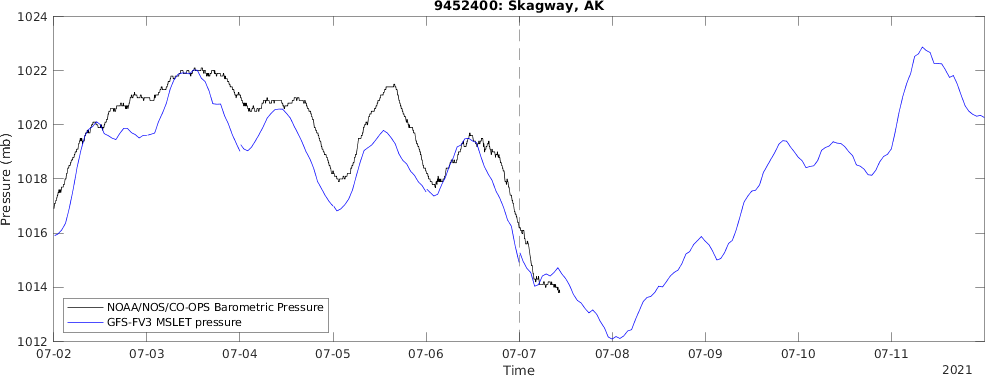 9452400: Skagway, AK
1024
1022
1020
1018
1016
1014
1012
Pressure (mb)
NOAA/NOS/CO-OPS Barometric Pressure
GFS-FV3 MSLET pressure
07-02 07-03 07-04 07-05 07-06 07-07 07-08 07-09 07-10 07-11
Time
2021